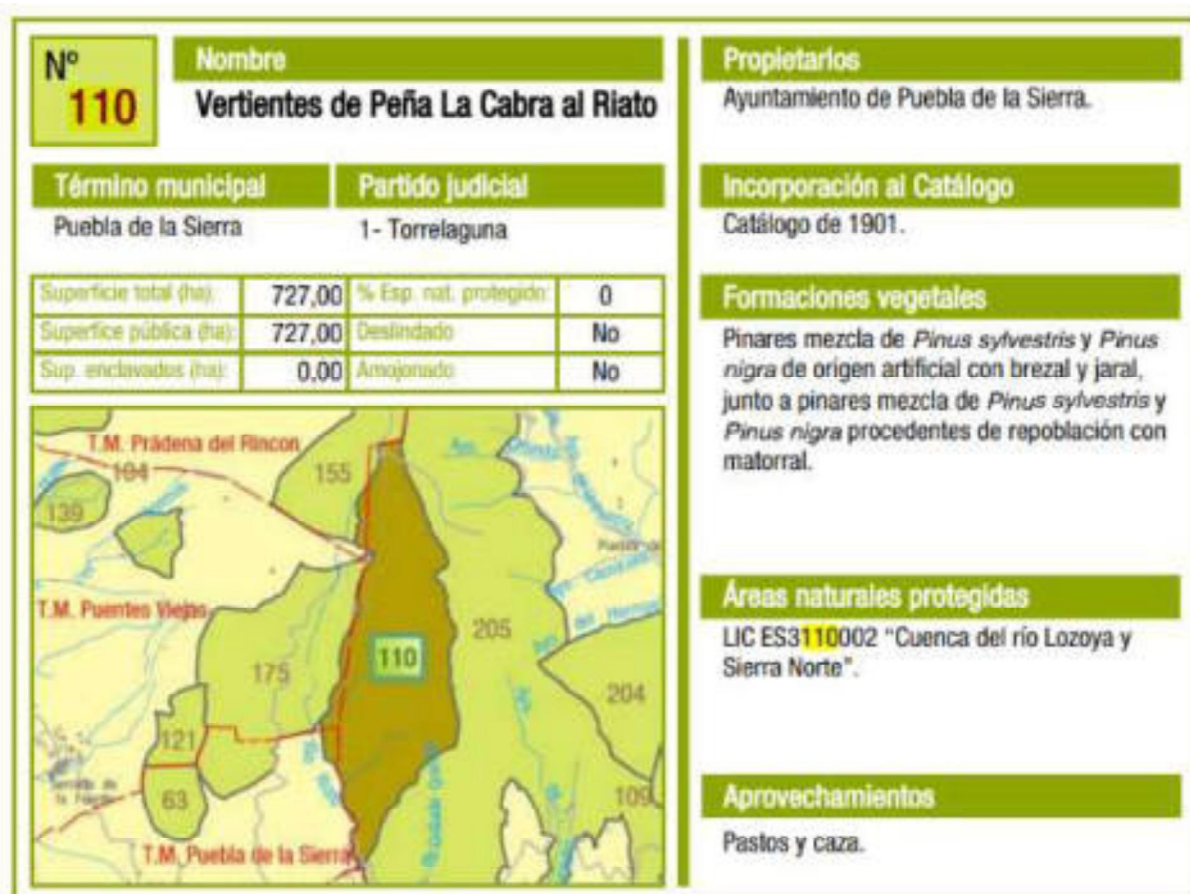 Nº
110
Nombre
Vertientes de Peña La Cabra al Riato
Término municipal
Puebla de la Sierra
Partido judicial
1- Torrelaguna
Superficie total (ha): 727,00 % Esp. nat. protegido: 0
Superfice pública (ha): 727,00 Deslindado No
Sup. enclavados (ha): 0,00 Amojonado No
T.M. Prádena del Rincon
104
155
139
T.M. Puentes Viejas
205
110
175
204
121
63
109
T.M. Puebla de la Sierra
Propietarios
Ayuntamiento de Puebla de la Sierra.
Incorporación al Catálogo
Catálogo de 1901.
Formaciones vegetales
Pinares mezcla de Pinus sylvestris y Pinus
nigra de origen artificial con brezal y jaral,
junto a pinares mezcla de Pinus sylvestris y
Pinus nigra procedentes de repoblación con
matorral.
Áreas naturales protegidas
LIC ES3110002 “Cuenca del río Lozoya y
Sierra Norte”.
Aprovechamientos
Pastos y caza.